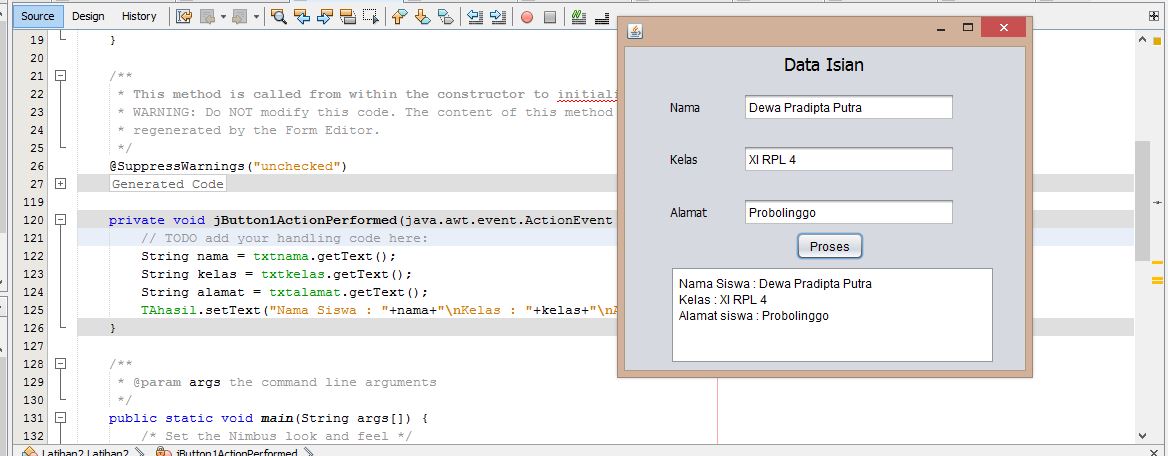 Source Design History
19 }
20
21 /**
22 * This method is called from within the constructor to
23 * WARNING: Do NOT modify this code. The content of this method
24 * regenerated by the Form Editor.
25 */
26 @SuppressWarnings("unchecked")
27 Generated Code
119
120 private void jButton1ActionPerformed(java.awt.event.ActionEvent
121 // TODO add your handling code here:
122 String nama = txtnama.getText();
123 String kelas = txtkelas.getText();
124 String alamat = txtalamat.getText();
125 TAhasil.setText("Nama Siswa : "+nama+"\nKelas : "+kelas+"\nA
126 }
127
128 /**
129 * @param args the command line arguments
130 */
131 public static void main(String args[]) {
132 /* Set the Nimbus look and feel */
Latihan2.Latihan2 jButton1ActionPerformed
Data Isian
Nama Dewa Pradipta Putra
Kelas XI RPL 4
Alamat Probolinggo
Proses
Nama Siswa : Dewa Pradipta Putra
Kelas : XI RPL 4
Alamat siswa : Probolinggo